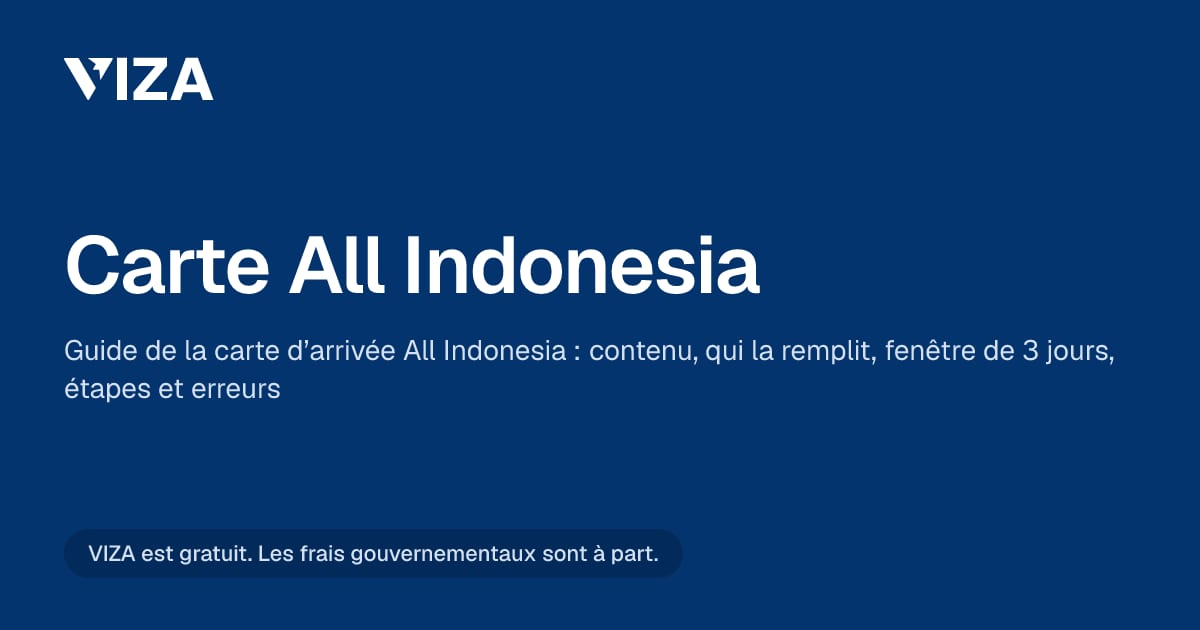 VIZA
Carte All Indonesia
Guide de la carte d’arrivée All Indonesia : contenu, qui la remplit, fenêtre de 3 jours,
étapes et erreurs
VIZA est gratuit. Les frais gouvernementaux sont à part.